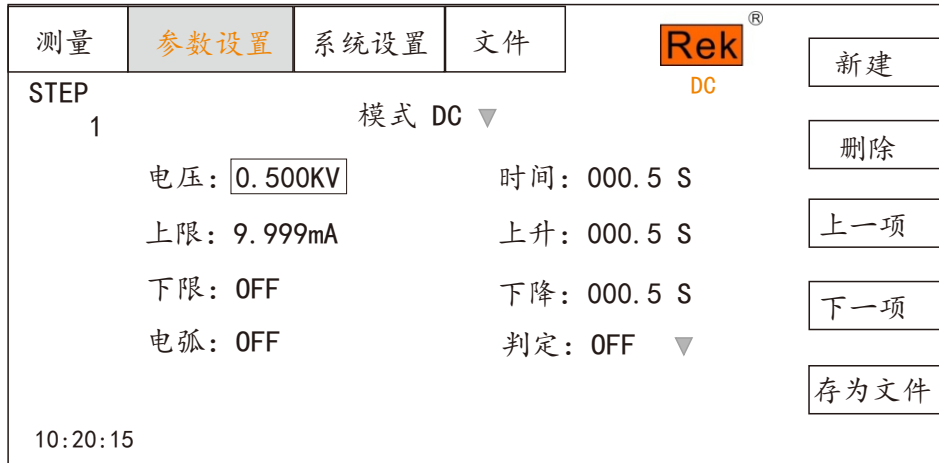 测量 参数设置 系统设置 文件 Rek® 新建
DC
STEP
1
模式 DC ▼
删除
电压：0.500KV 时间：000.5 S
上限：9.999mA 上升：000.5 S 上一项
下限：OFF 下降：000.5 S 下一项
电弧：OFF 判定：OFF ▼
存为文件
10:20:15